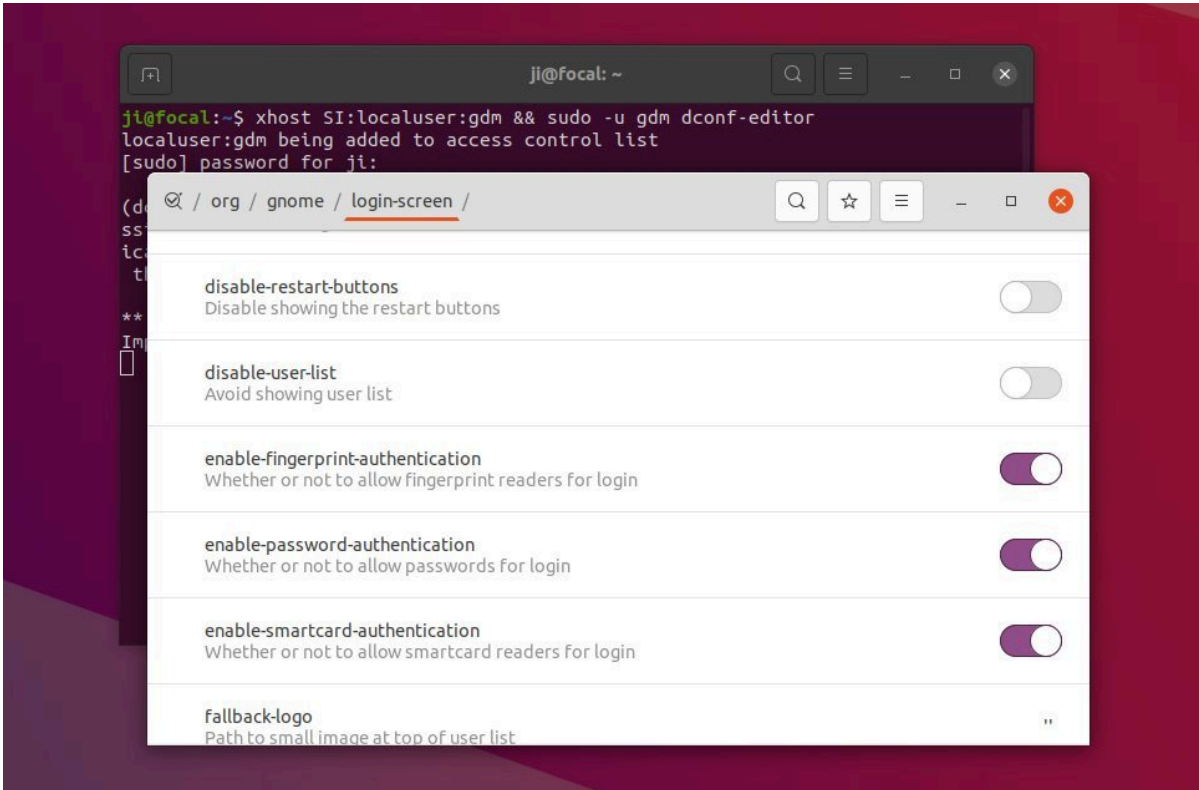 ji@focal: ~
ji@focal:~$ xhost SI:localuser:gdm && sudo -u gdm dconf-editor
localuser:gdm being added to access control list
[sudo] password for ji:
/ org / gnome / login-screen /
disable-restart-buttons
Disable showing the restart buttons
disable-user-list
Avoid showing user list
enable-fingerprint-authentication
Whether or not to allow fingerprint readers for login
enable-password-authentication
Whether or not to allow passwords for login
enable-smartcard-authentication
Whether or not to allow smartcard readers for login
fallback-logo
''
Path to small image at top of user list
**